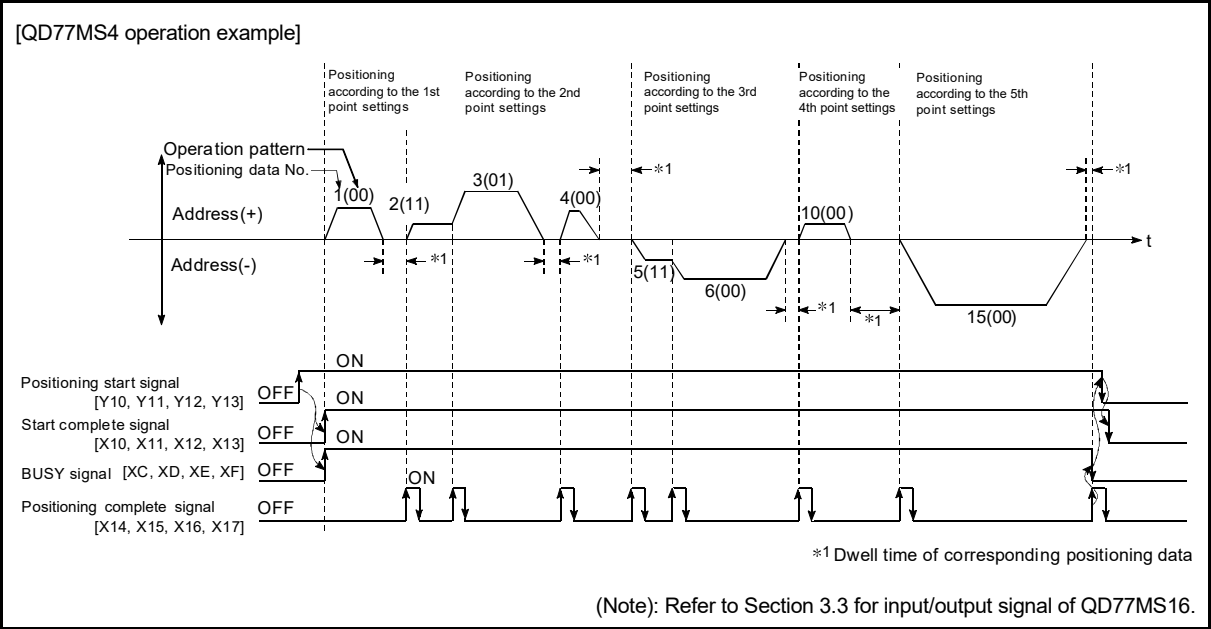 [QD77MS4 operation example]
Positioning
according to the 1st
point settings
Positioning
according to the 2nd
point settings
Positioning
according to the 3rd
point settings
Positioning
according to the
4th point settings
Positioning
according to the 5th
point settings
Operation pattern
Positioning data No.
1(00)
2(11)
3(01)
4(00)
*1
*1
10(00)
Address(+)
t
Address(-)
*1
*1
5(11)
6(00)
*1
*1
15(00)
ON
Positioning start signal
[Y10, Y11, Y12, Y13]
OFF
ON
Start complete signal
[X10, X11, X12, X13]
OFF
ON
BUSY signal [XC, XD, XE, XF]
OFF
ON
Positioning complete signal
[X14, X15, X16, X17]
OFF
*1 Dwell time of corresponding positioning data
(Note): Refer to Section 3.3 for input/output signal of QD77MS16.